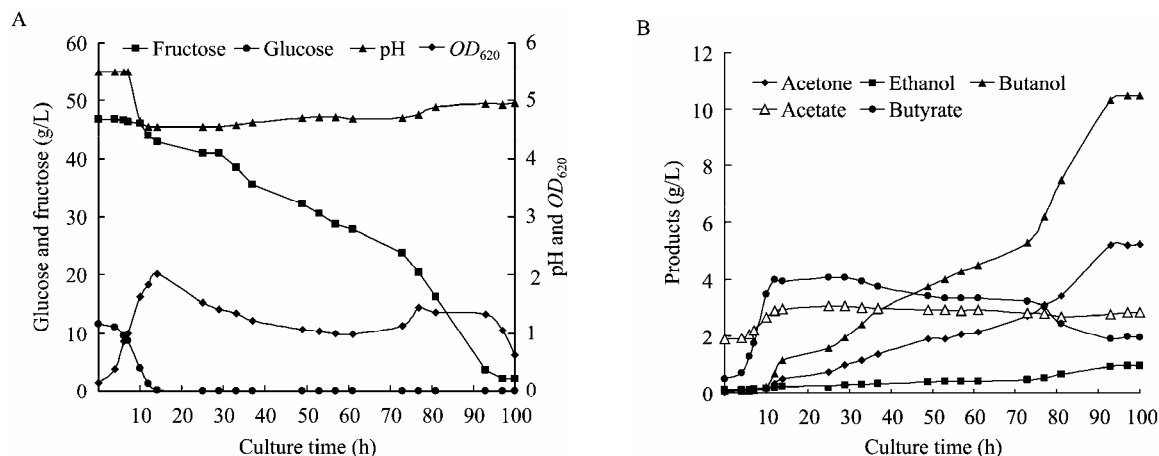 A
Fructose Glucose pH OD620
60
50
40
30
20
10
0
6
5
4
3
2
1
0
Glucose and fructose (g/L)
pH and OD620
10 20 30 40 50 60 70 80 90 100
Culture time (h)
B
Acetone Ethanol Butanol
Acetate Butyrate
12
10
8
6
4
2
0
Products (g/L)
0 10 20 30 40 50 60 70 80 90 100
Culture time (h)